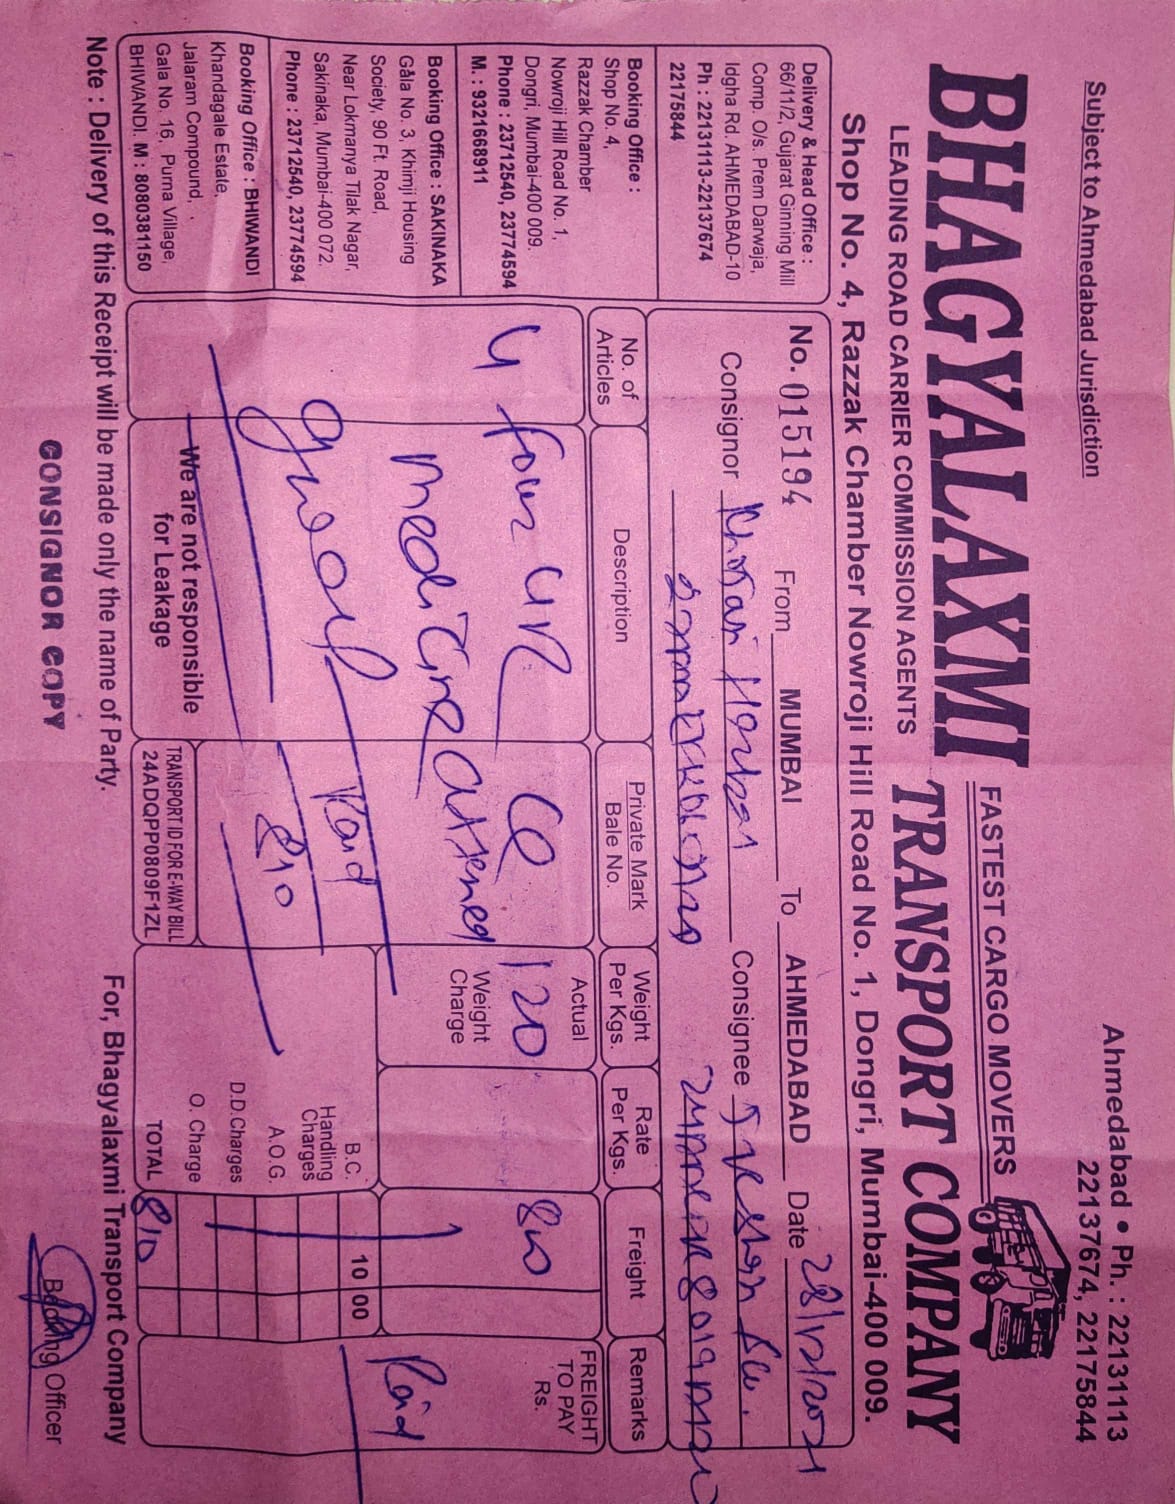 Subject to Ahmedabad Jurisdiction
Ahmedabad • Ph. : 22131113
22137674, 22175844
FASTEST CARGO MOVERS
BHAGYALAXMI TRANSPORT COMPANY
LEADING ROAD CARRIER COMMISSION AGENTS
Shop No. 4, Razzak Chamber Nowroji Hill Road No. 1, Dongri, Mumbai-400 009.
Delivery & Head Office :
66/11/2, Gujarat Ginning Mill
Comp. O/s. Prem Darwaja,
Idgha Rd. AHMEDABAD-10
Ph : 22131113-22137674
22175844
Booking Office :
Shop No. 4,
Razzak Chamber
Nowroji Hill Road No. 1,
Dongri, Mumbai-400 009.
Phone : 23712540, 23774594
M. : 9321668911
Booking Office : SAKINAKA
Gala No. 3, Khimji Housing
Society, 90 Ft. Road,
Near Lokmanya Tilak Nagar,
Sakinaka, Mumbai-400 072.
Phone : 23712540, 23774594
Booking Office : BHIWANDI
Khandagale Estate,
Jalaram Compound,
Gala No. 16, Purna Village,
BHIWANDI. M : 8080381150
No. 015194 From MUMBAI To AHMEDABAD Date 28/12/2021
Consignor Consignee
No. of Articles
Description
Private Mark
Bale No.
Weight
Per Kgs.
Rate
Per Kgs.
Freight
Remarks
4 four
Actual
120
800
FREIGHT
TO PAY
Rs.
Medicine
Weight
Charge
Paid
Paid
810
B.C. 10 00
Handling
Charges
A.O.G.
D.D.Charges
O. Charge
TOTAL 810
We are not responsible
for Leakage
TRANSPORT ID FOR E-WAY BILL
24ADQPP0809F1ZL
Note : Delivery of this Receipt will be made only the name of Party.
For, Bhagyalaxmi Transport Company
CONSIGNOR COPY
Booking Officer